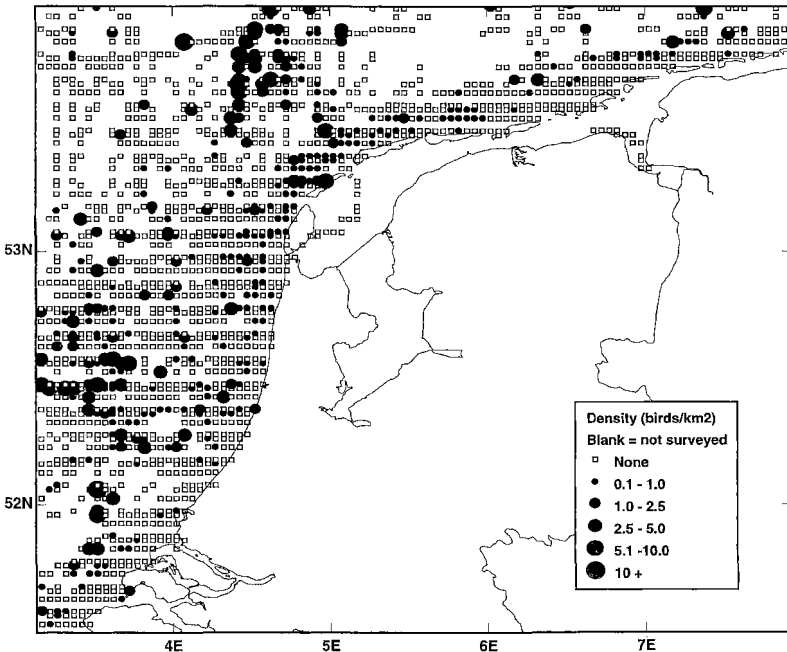 53N
52N
Density (birds/km2)
Blank = not surveyed
None
0.1 - 1.0
1.0 - 2.5
2.5 - 5.0
5.1 -10.0
10 +
4E
5E
6E
7E